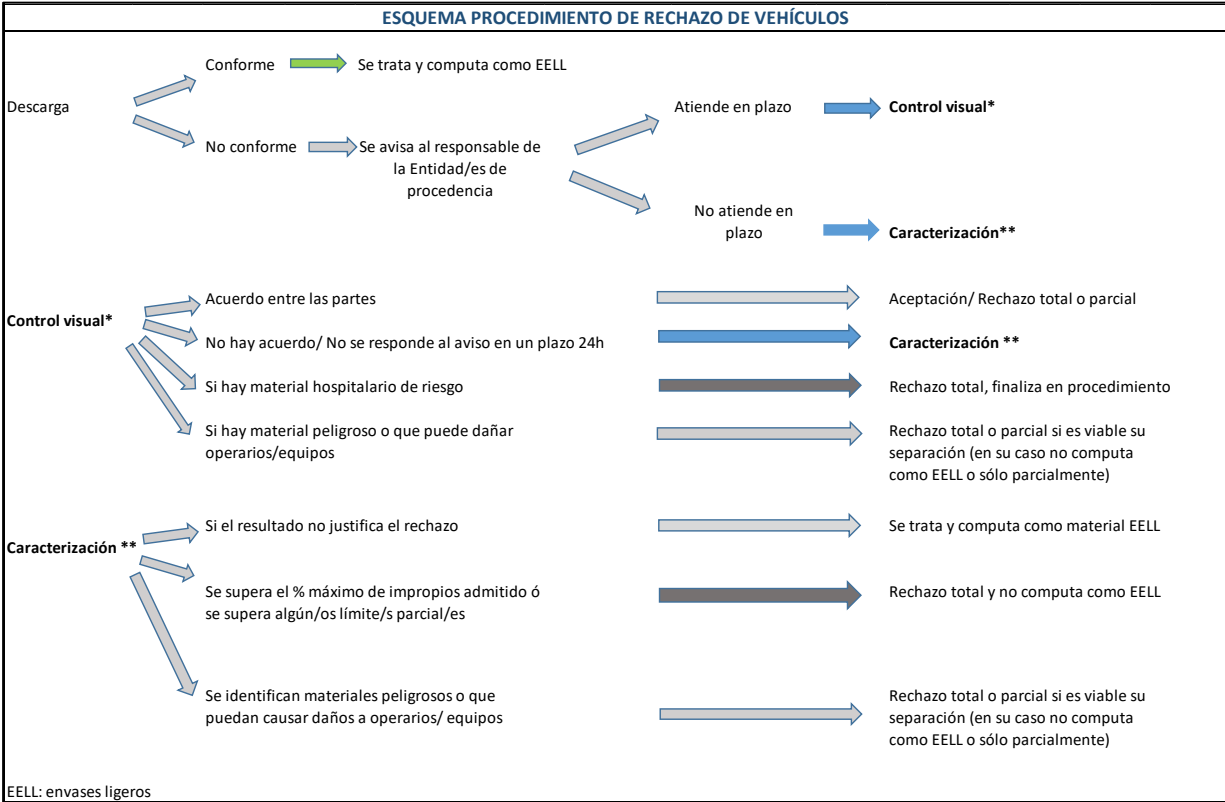 ESQUEMA PROCEDIMIENTO DE RECHAZO DE VEHÍCULOS
Conforme
Se trata y computa como EELL
Descarga
Atiende en plazo
Control visual*
No conforme
Se avisa al responsable de
la Entidad/es de
procedencia
No atiende en
plazo
Caracterización**
Control visual*
Acuerdo entre las partes
Aceptación/ Rechazo total o parcial
No hay acuerdo/ No se responde al aviso en un plazo 24h
Caracterización **
Si hay material hospitalario de riesgo
Rechazo total, finaliza en procedimiento
Si hay material peligroso o que puede dañar
operarios/equipos
Rechazo total o parcial si es viable su
separación (en su caso no computa
como EELL o sólo parcialmente)
Caracterización **
Si el resultado no justifica el rechazo
Se trata y computa como material EELL
Se supera el % máximo de impropios admitido ó
se supera algún/os límite/s parcial/es
Rechazo total y no computa como EELL
Se identifican materiales peligrosos o que
puedan causar daños a operarios/ equipos
Rechazo total o parcial si es viable su
separación (en su caso no computa
como EELL o sólo parcialmente)
EELL: envases ligeros